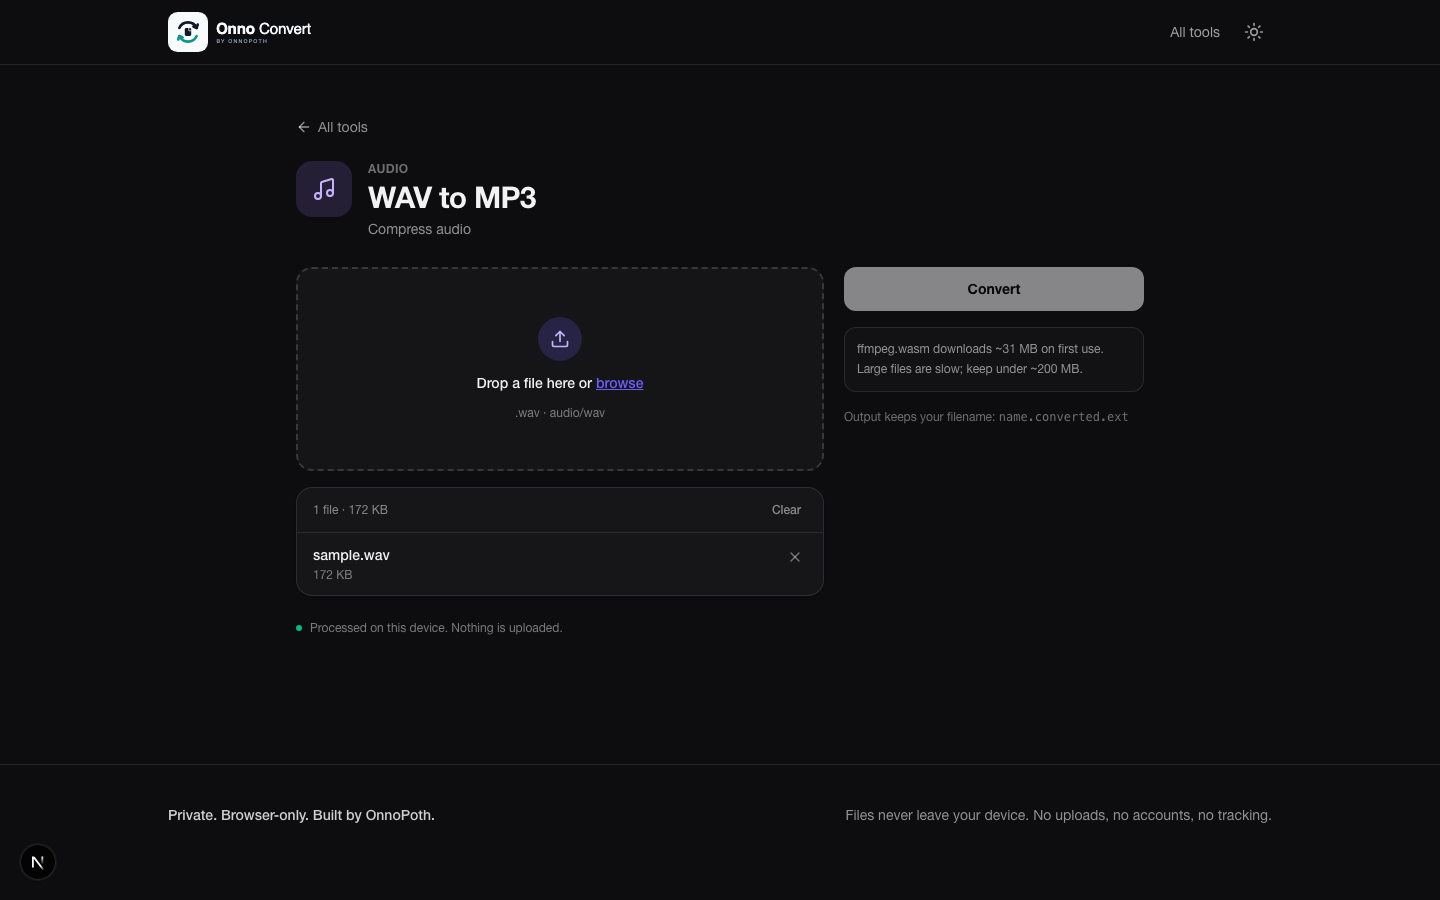 Onno Convert
BY ONNOPOTH
All tools
All tools
AUDIO
WAV to MP3
Compress audio
Drop a file here or browse
.wav · audio/wav
Convert
ffmpeg.wasm downloads ~31 MB on first use.
Large files are slow; keep under ~200 MB.
Output keeps your filename: name.converted.ext
1 file · 172 KB
Clear
sample.wav
172 KB
Processed on this device. Nothing is uploaded.
Private. Browser-only. Built by OnnoPoth.
Files never leave your device. No uploads, no accounts, no tracking.
N